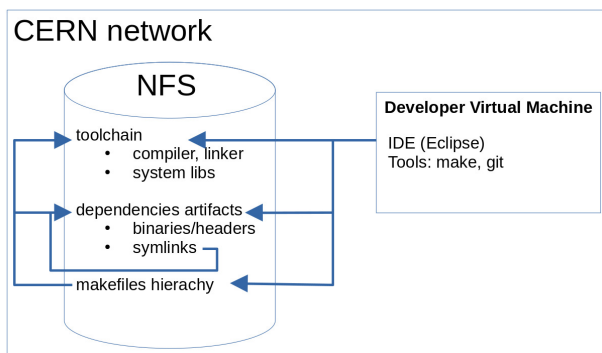 CERN network
NFS
Developer Virtual Machine
toolchain
• compiler, linker
• system libs
IDE (Eclipse)
Tools: make, git
dependencies artifacts
• binaries/headers
• symlinks
makefiles hierachy